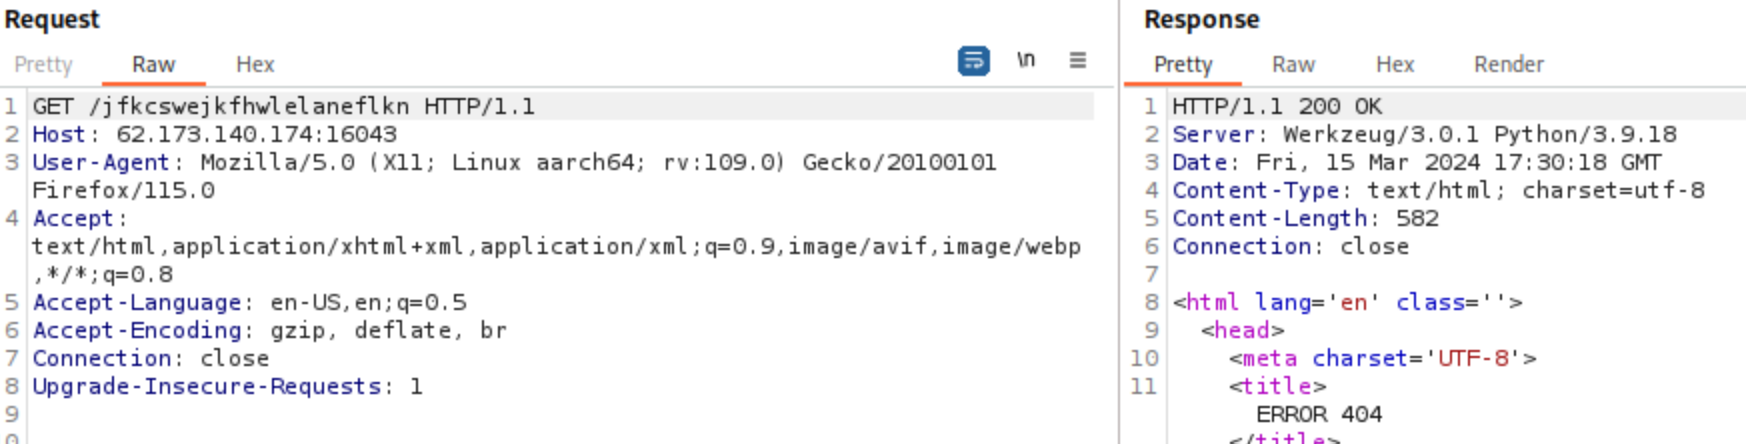 Request
Pretty Raw Hex \n
1 GET /jfkcswejkfhwlelaneflkn HTTP/1.1
2 Host: 62.173.140.174:16043
3 User-Agent: Mozilla/5.0 (X11; Linux aarch64; rv:109.0) Gecko/20100101
Firefox/115.0
4 Accept:
text/html,application/xhtml+xml,application/xml;q=0.9,image/avif,image/webp
,*/*;q=0.8
5 Accept-Language: en-US,en;q=0.5
6 Accept-Encoding: gzip, deflate, br
7 Connection: close
8 Upgrade-Insecure-Requests: 1
9
Response
Pretty Raw Hex Render
1 HTTP/1.1 200 OK
2 Server: Werkzeug/3.0.1 Python/3.9.18
3 Date: Fri, 15 Mar 2024 17:30:18 GMT
4 Content-Type: text/html; charset=utf-8
5 Content-Length: 582
6 Connection: close
7
8 <html lang='en' class=''>
9 <head>
10 <meta charset='UTF-8'>
11 <title>
ERROR 404
</title>